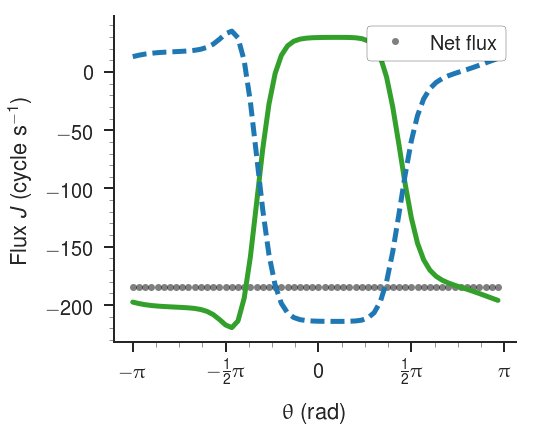 Net flux
Flux J (cycle s⁻¹)
0
−50
−100
−150
−200
−π
−½π
0
½π
π
θ (rad)